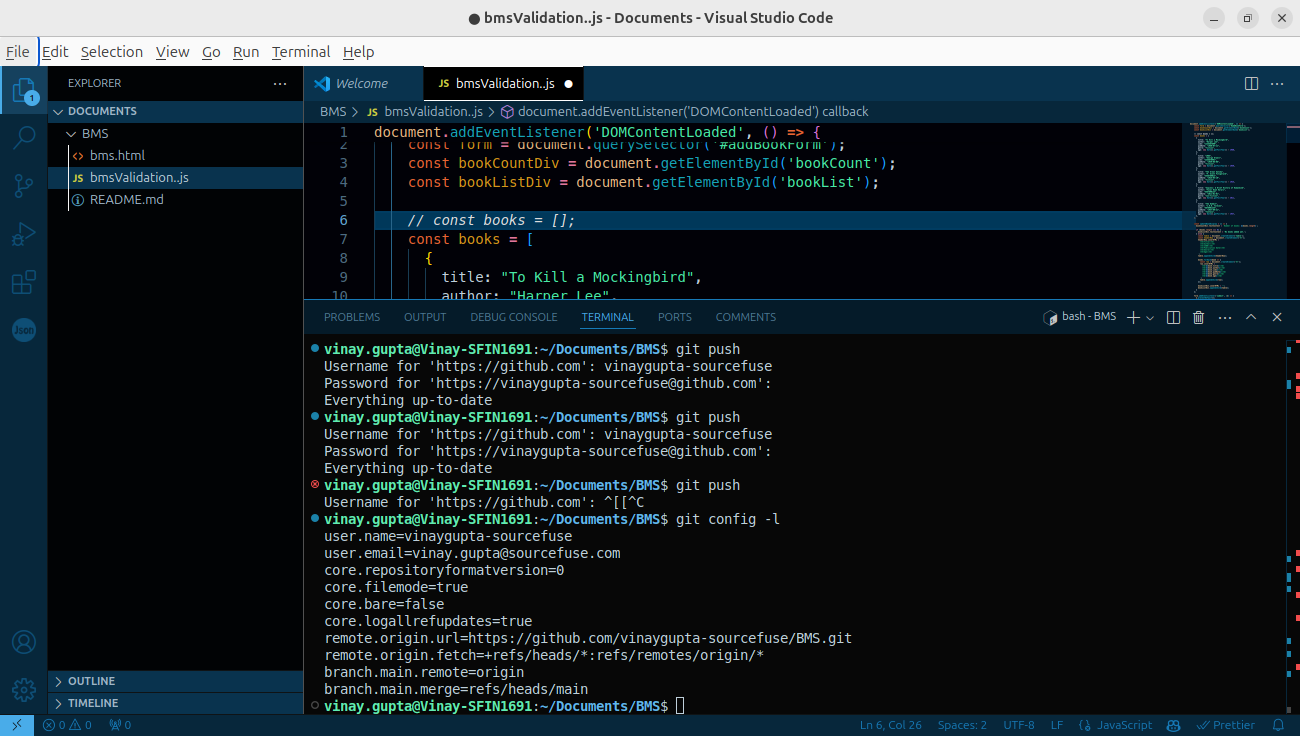 bmsValidation..js - Documents - Visual Studio Code
File Edit Selection View Go Run Terminal Help
EXPLORER
Welcome
JS bmsValidation..js
1
DOCUMENTS
BMS > JS bmsValidation..js > document.addEventListener('DOMContentLoaded') callback
BMS
bms.html
JS bmsValidation..js
README.md
Json
1 document.addEventListener('DOMContentLoaded', () => {
2 const form = document.querySelector('#addBookForm');
3 const bookCountDiv = document.getElementById('bookCount');
4 const bookListDiv = document.getElementById('bookList');
5
6 // const books = [];
7 const books = [
8 {
9 title: "To Kill a Mockingbird",
10 author: "Harper Lee",
PROBLEMS OUTPUT DEBUG CONSOLE TERMINAL PORTS COMMENTS
bash - BMS
vinay.gupta@Vinay-SFIN1691:~/Documents/BMS$ git push
Username for 'https://github.com': vinaygupta-sourcefuse
Password for 'https://vinaygupta-sourcefuse@github.com':
Everything up-to-date
vinay.gupta@Vinay-SFIN1691:~/Documents/BMS$ git push
Username for 'https://github.com': vinaygupta-sourcefuse
Password for 'https://vinaygupta-sourcefuse@github.com':
Everything up-to-date
vinay.gupta@Vinay-SFIN1691:~/Documents/BMS$ git push
Username for 'https://github.com': ^[[^C
vinay.gupta@Vinay-SFIN1691:~/Documents/BMS$ git config -l
user.name=vinaygupta-sourcefuse
user.email=vinay.gupta@sourcefuse.com
core.repositoryformatversion=0
core.filemode=true
core.bare=false
core.logallrefupdates=true
remote.origin.url=https://github.com/vinaygupta-sourcefuse/BMS.git
remote.origin.fetch=+refs/heads/*:refs/remotes/origin/*
branch.main.remote=origin
branch.main.merge=refs/heads/main
vinay.gupta@Vinay-SFIN1691:~/Documents/BMS$
OUTLINE
TIMELINE
0 0 0
Ln 6, Col 26 Spaces: 2 UTF-8 LF {} JavaScript Prettier